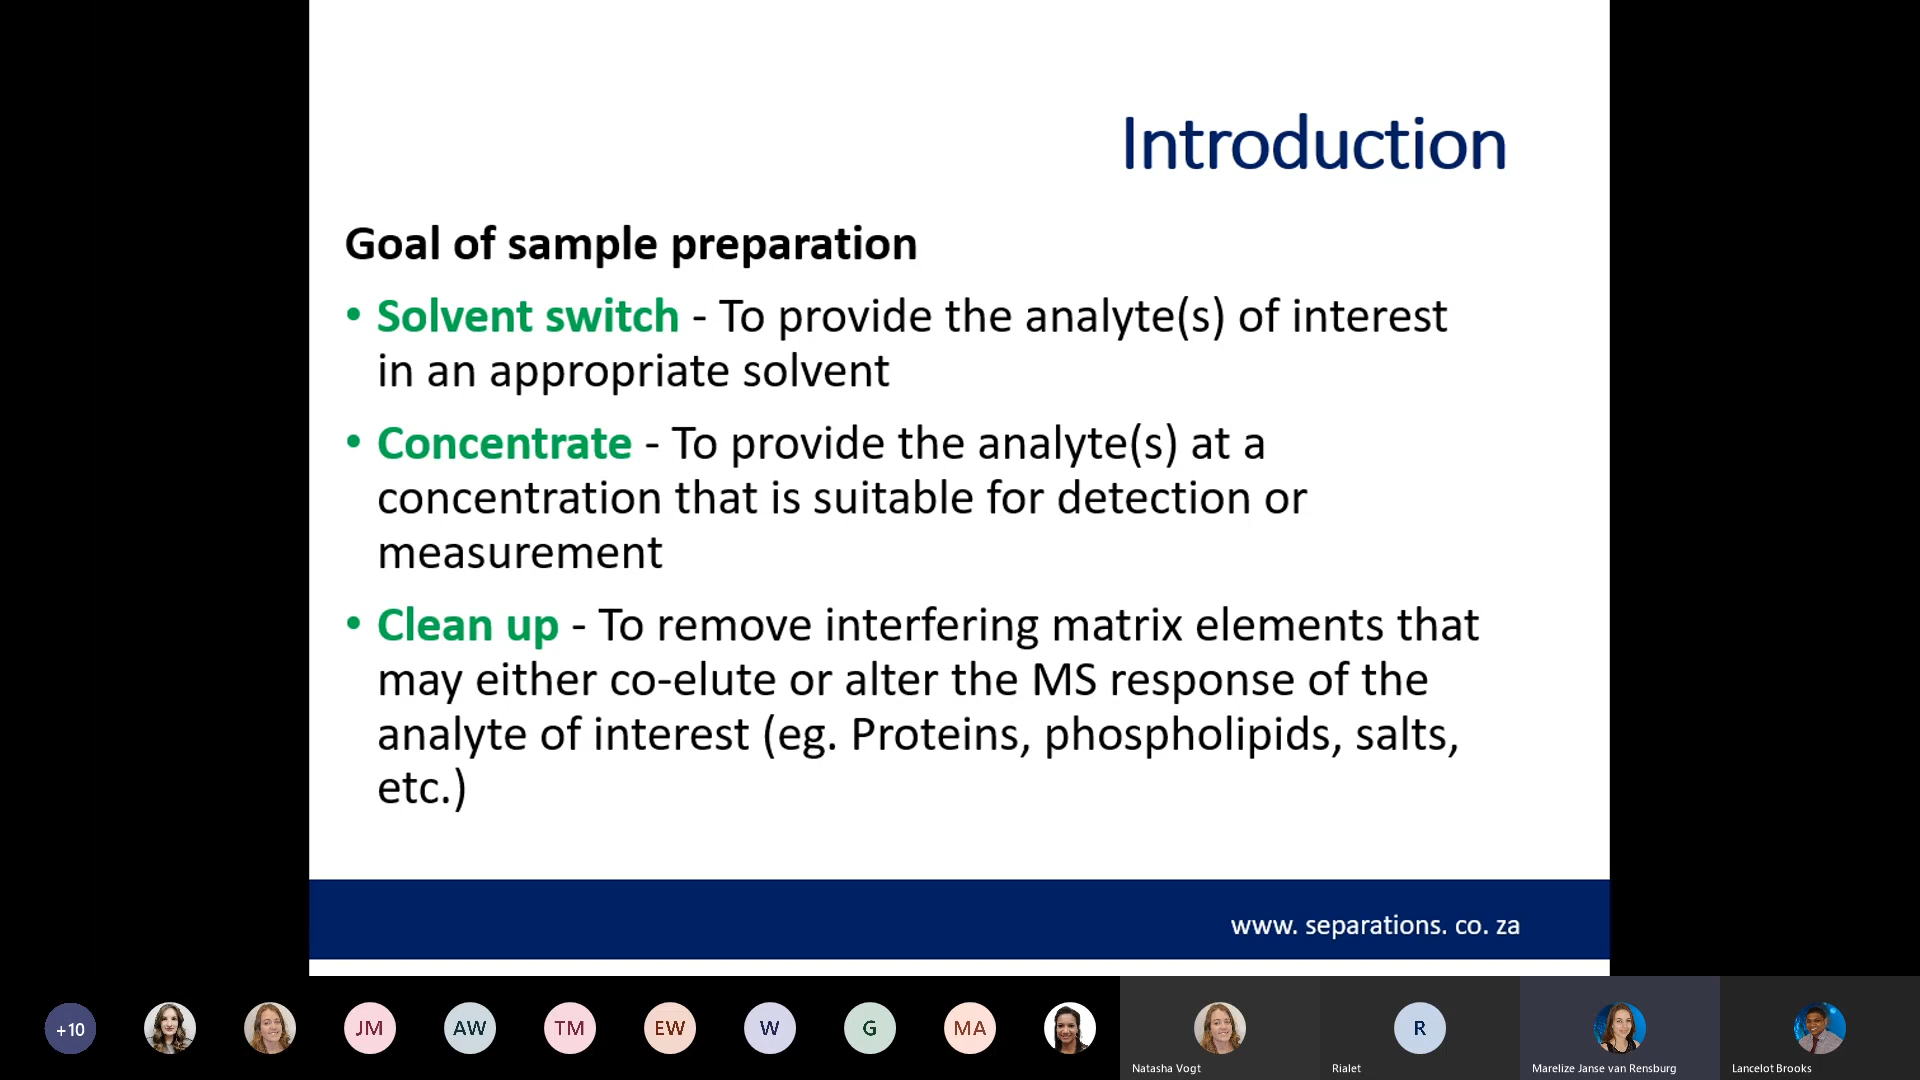 Introduction
Goal of sample preparation
• Solvent switch - To provide the analyte(s) of interest
in an appropriate solvent
• Concentrate - To provide the analyte(s) at a
concentration that is suitable for detection or
measurement
• Clean up - To remove interfering matrix elements that
may either co-elute or alter the MS response of the
analyte of interest (eg. Proteins, phospholipids, salts,
etc.)
www. separations. co. za
+10
JM
AW
TM
EW
W
G
MA
R
Natasha Vogt
Rialet
Marelize Janse van Rensburg
Lancelot Brooks